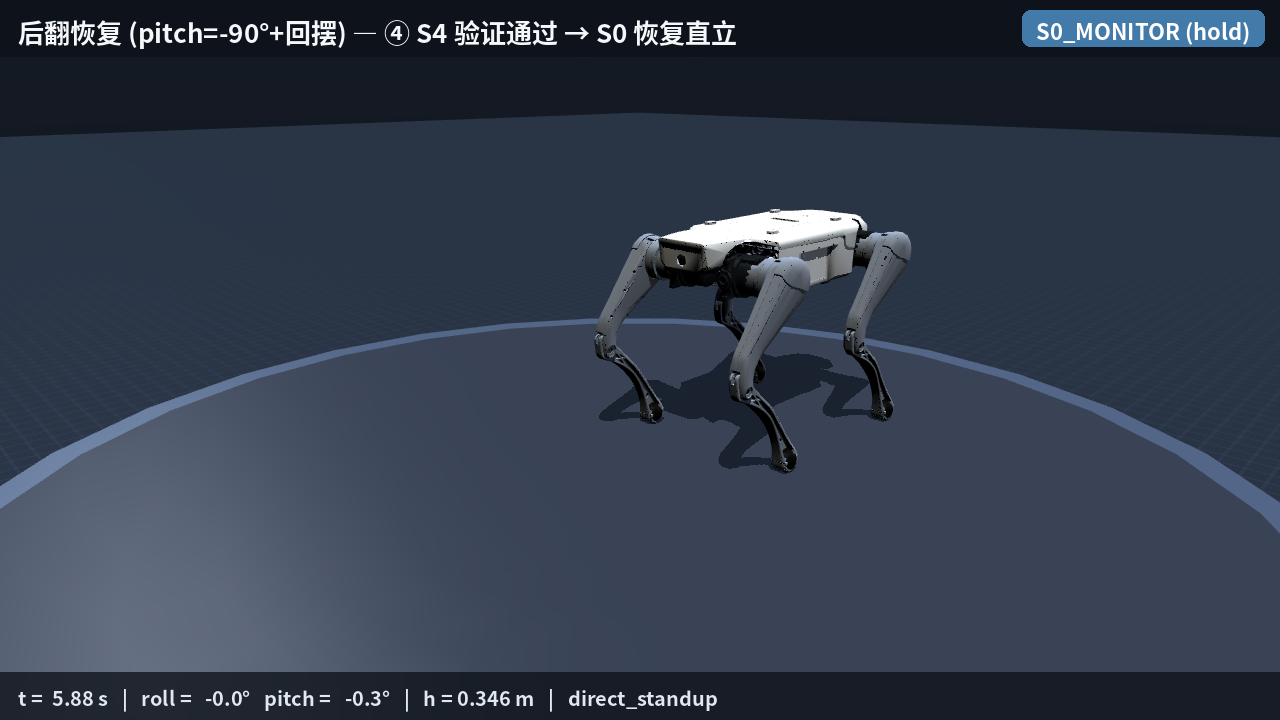 后翻恢复 (pitch=-90°+回摆) — ④ S4 验证通过 → S0 恢复直立
S0_MONITOR (hold)
t = 5.88 s | roll = -0.0° pitch = -0.3° | h = 0.346 m | direct_standup